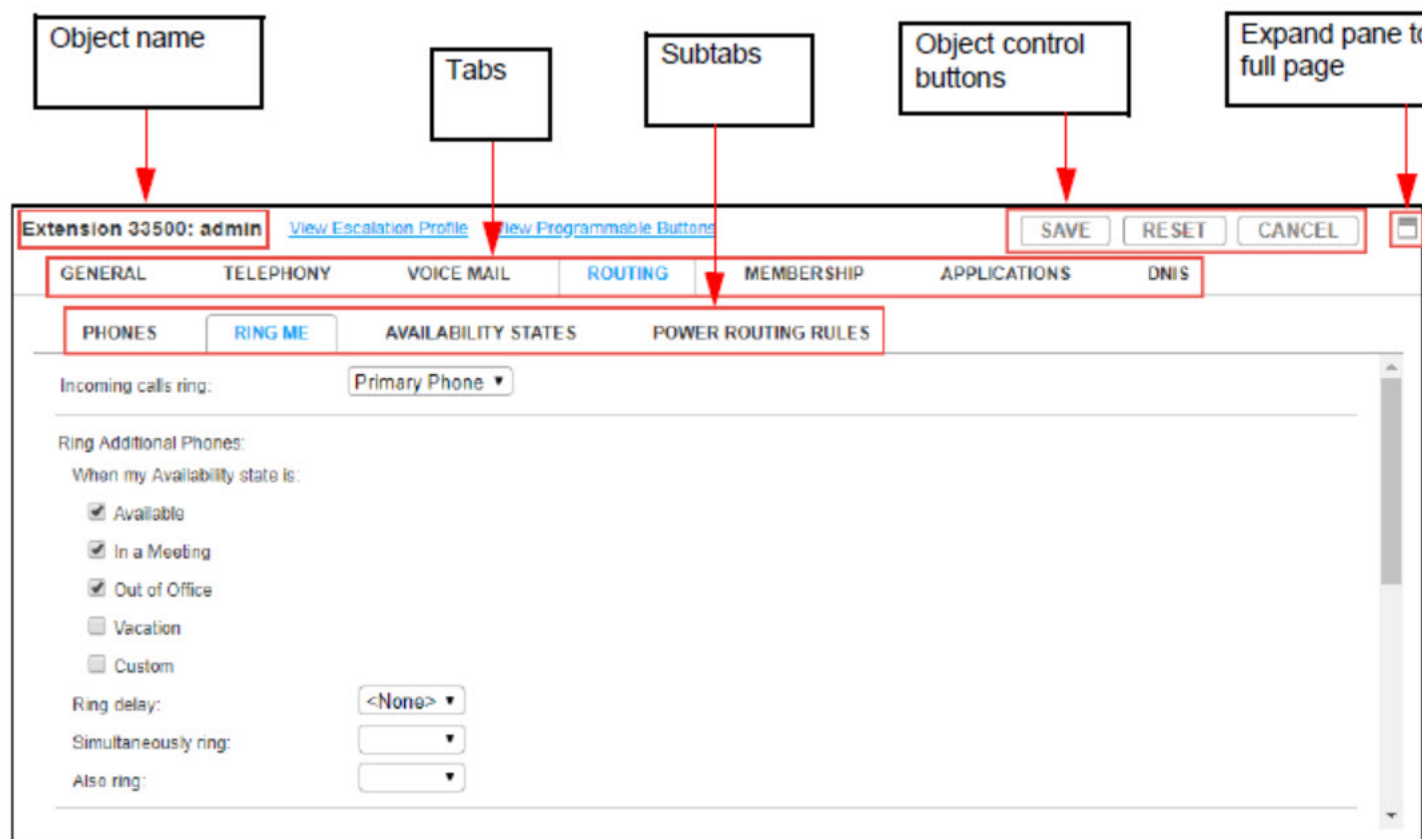 Object name
Tabs
Subtabs
Object control
buttons
Expand pane to
full page
Extension 33500: admin View Escalation Profile View Programmable Buttons SAVE RESET CANCEL
GENERAL TELEPHONY VOICE MAIL ROUTING MEMBERSHIP APPLICATIONS DNIS
PHONES RING ME AVAILABILITY STATES POWER ROUTING RULES
Incoming calls ring: Primary Phone
Ring Additional Phones:
When my Availability state is:
Available
In a Meeting
Out of Office
Vacation
Custom
Ring delay: <None>
Simultaneously ring:
Also ring: